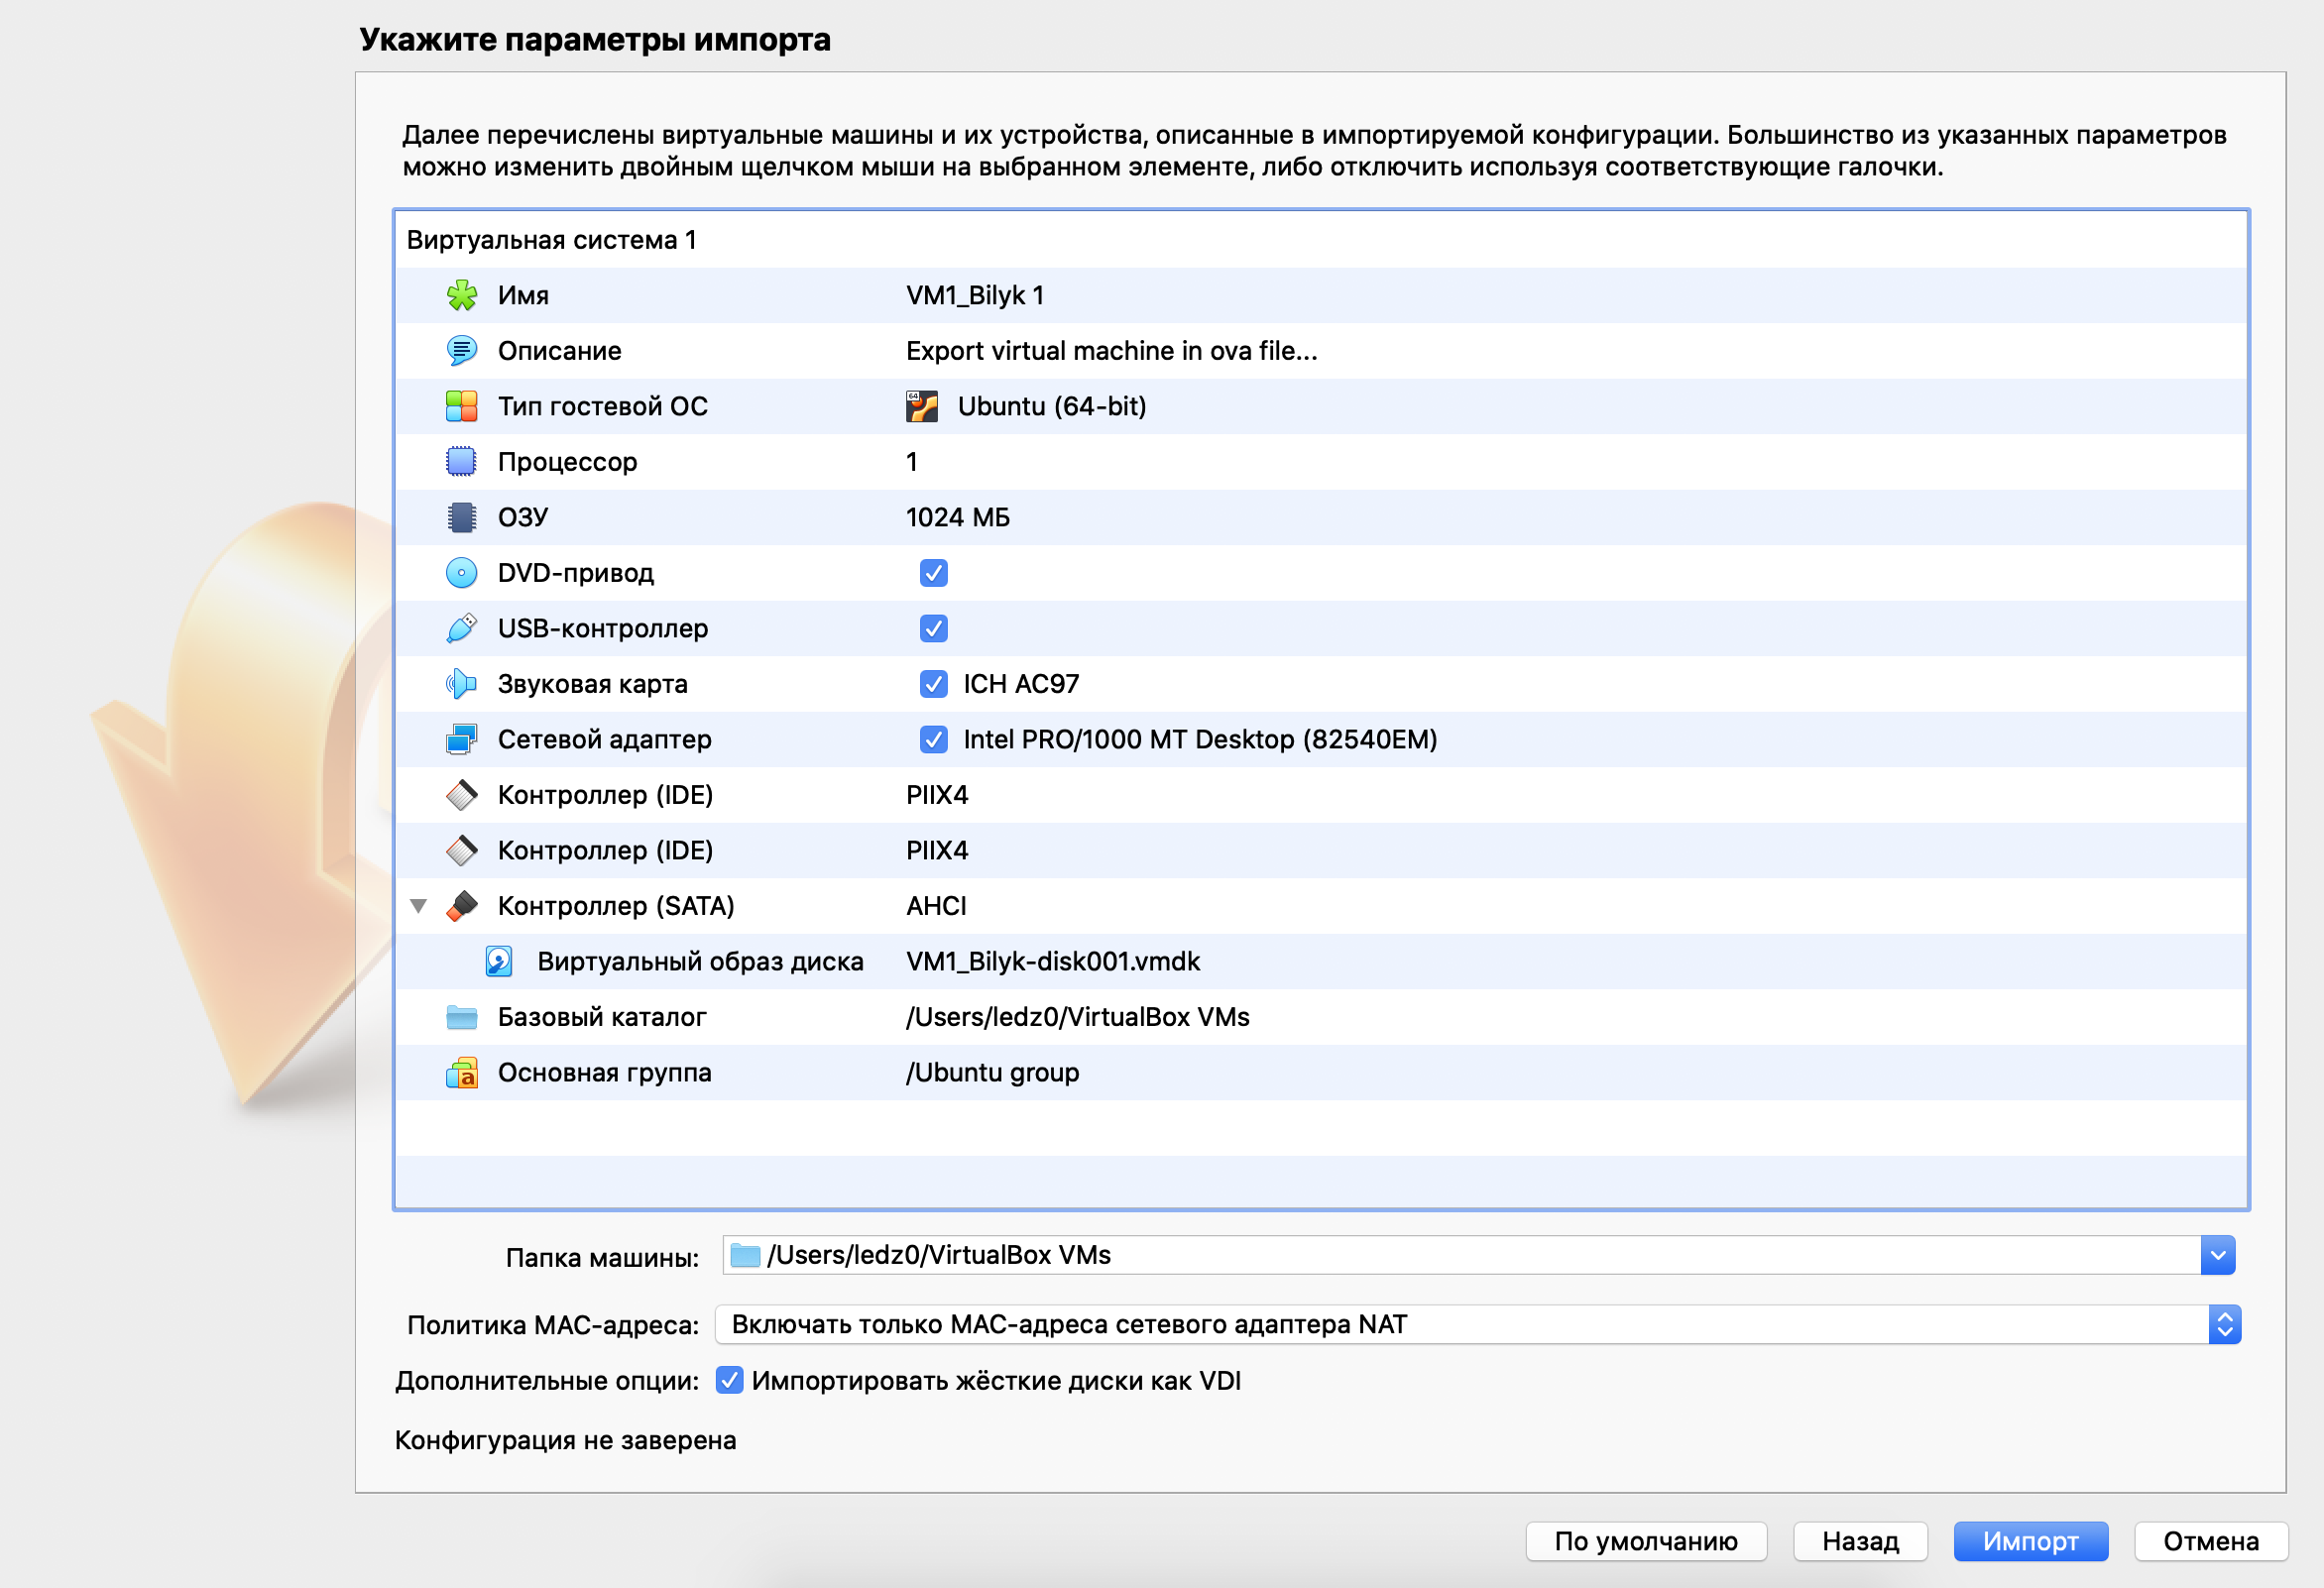 Укажите параметры импорта
Далее перечислены виртуальные машины и их устройства, описанные в импортируемой конфигурации. Большинство из указанных параметров
можно изменить двойным щелчком мыши на выбранном элементе, либо отключить используя соответствующие галочки.
Виртуальная система 1
Имя VM1_Bilyk 1
Описание Export virtual machine in ova file...
Тип гостевой ОС 64 Ubuntu (64-bit)
Процессор 1
ОЗУ 1024 МБ
DVD-привод
USB-контроллер
Звуковая карта ICH AC97
Сетевой адаптер Intel PRO/1000 MT Desktop (82540EM)
Контроллер (IDE) PIIX4
Контроллер (IDE) PIIX4
Контроллер (SATA) AHCI
Виртуальный образ диска VM1_Bilyk-disk001.vmdk
Базовый каталог /Users/ledz0/VirtualBox VMs
a Основная группа /Ubuntu group
Папка машины: /Users/ledz0/VirtualBox VMs
Политика MAC-адреса: Включать только MAC-адреса сетевого адаптера NAT
Дополнительные опции: Импортировать жёсткие диски как VDI
Конфигурация не заверена
По умолчанию Назад Импорт Отмена